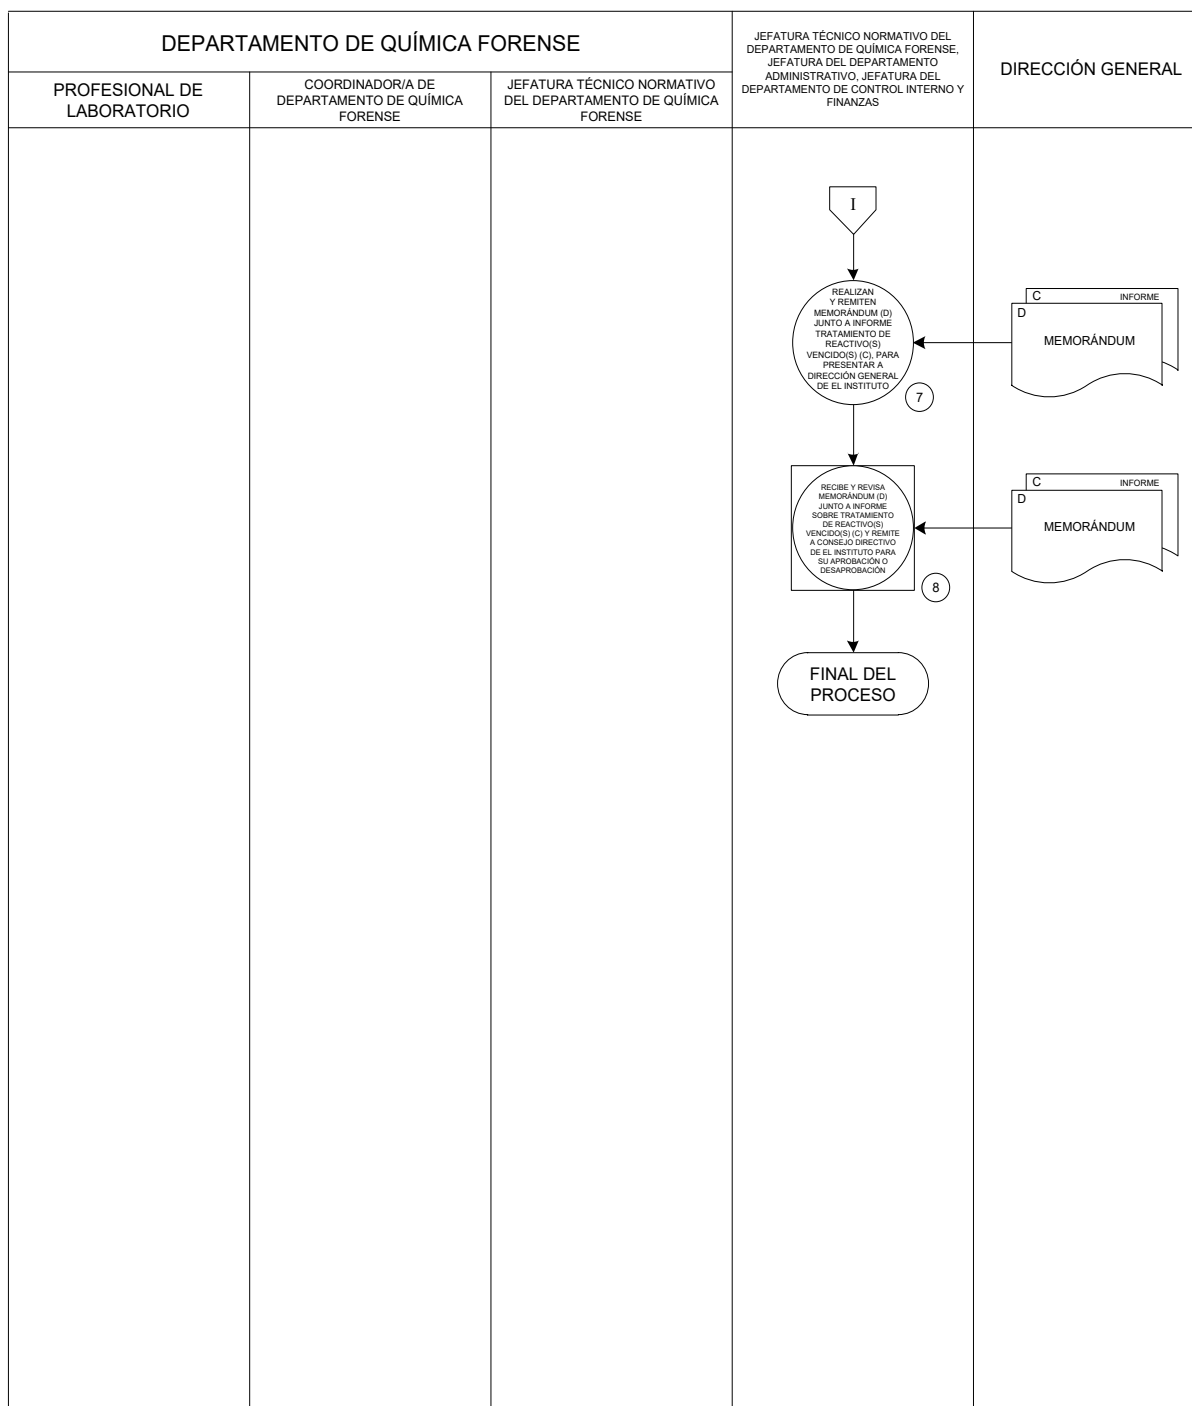 DEPARTAMENTO DE QUÍMICA FORENSE
PROFESIONAL DE
LABORATORIO
COORDINADOR/A DE
DEPARTAMENTO DE QUÍMICA
FORENSE
JEFATURA TÉCNICO NORMATIVO
DEL DEPARTAMENTO DE QUÍMICA
FORENSE
JEFATURA TÉCNICO NORMATIVO DEL
DEPARTAMENTO DE QUÍMICA FORENSE,
JEFATURA DEL DEPARTAMENTO
ADMINISTRATIVO, JEFATURA DEL
DEPARTAMENTO DE CONTROL INTERNO Y
FINANZAS
DIRECCIÓN GENERAL
I
REALIZAN
Y REMITEN
MEMORÁNDUM (D)
JUNTO A INFORME
TRATAMIENTO DE
REACTIVO(S)
VENCIDO(S) (C), PARA
PRESENTAR A
DIRECCIÓN GENERAL
DE EL INSTITUTO
7
C INFORME
D
MEMORÁNDUM
RECIBE Y REVISA
MEMORÁNDUM (D)
JUNTO A INFORME
SOBRE TRATAMIENTO
DE REACTIVO(S)
VENCIDO(S) (C) Y REMITE
A CONSEJO DIRECTIVO
DE EL INSTITUTO PARA
SU APROBACIÓN O
DESAPROBACIÓN
8
C INFORME
D
MEMORÁNDUM
FINAL DEL
PROCESO